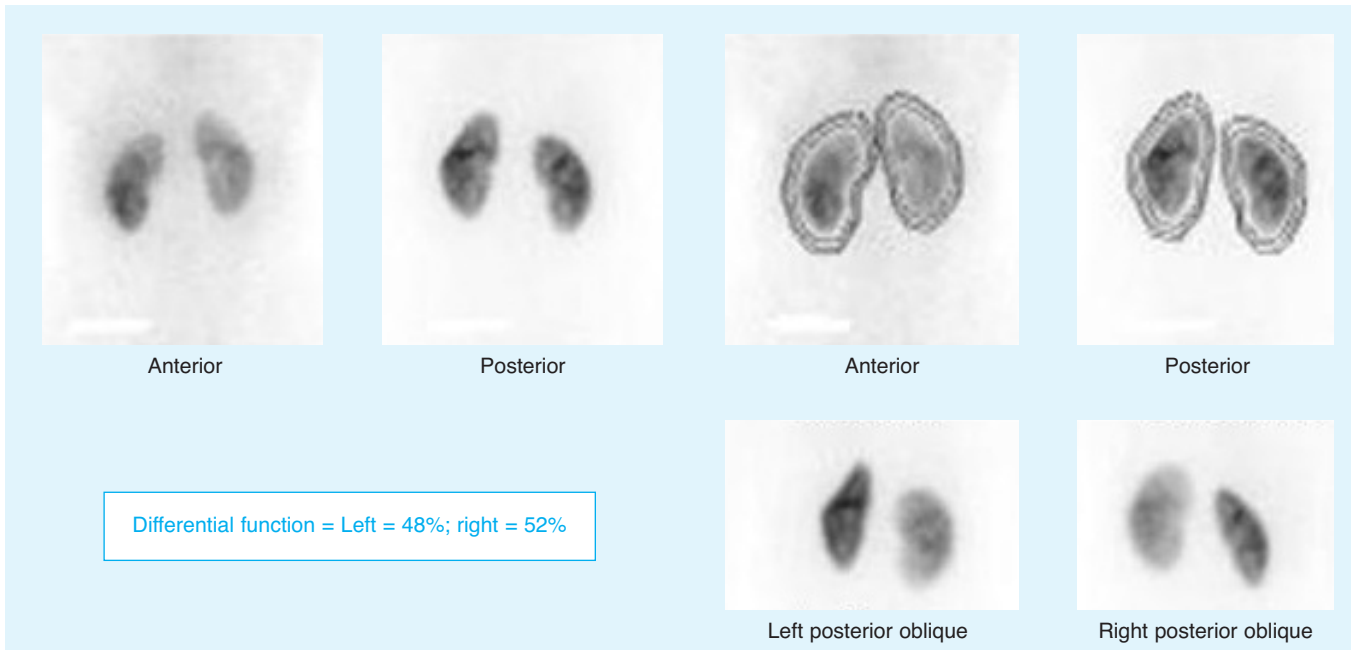 Anterior
Posterior
Anterior
Posterior
Differential function = Left = 48%; right = 52%
Left posterior oblique
Right posterior oblique